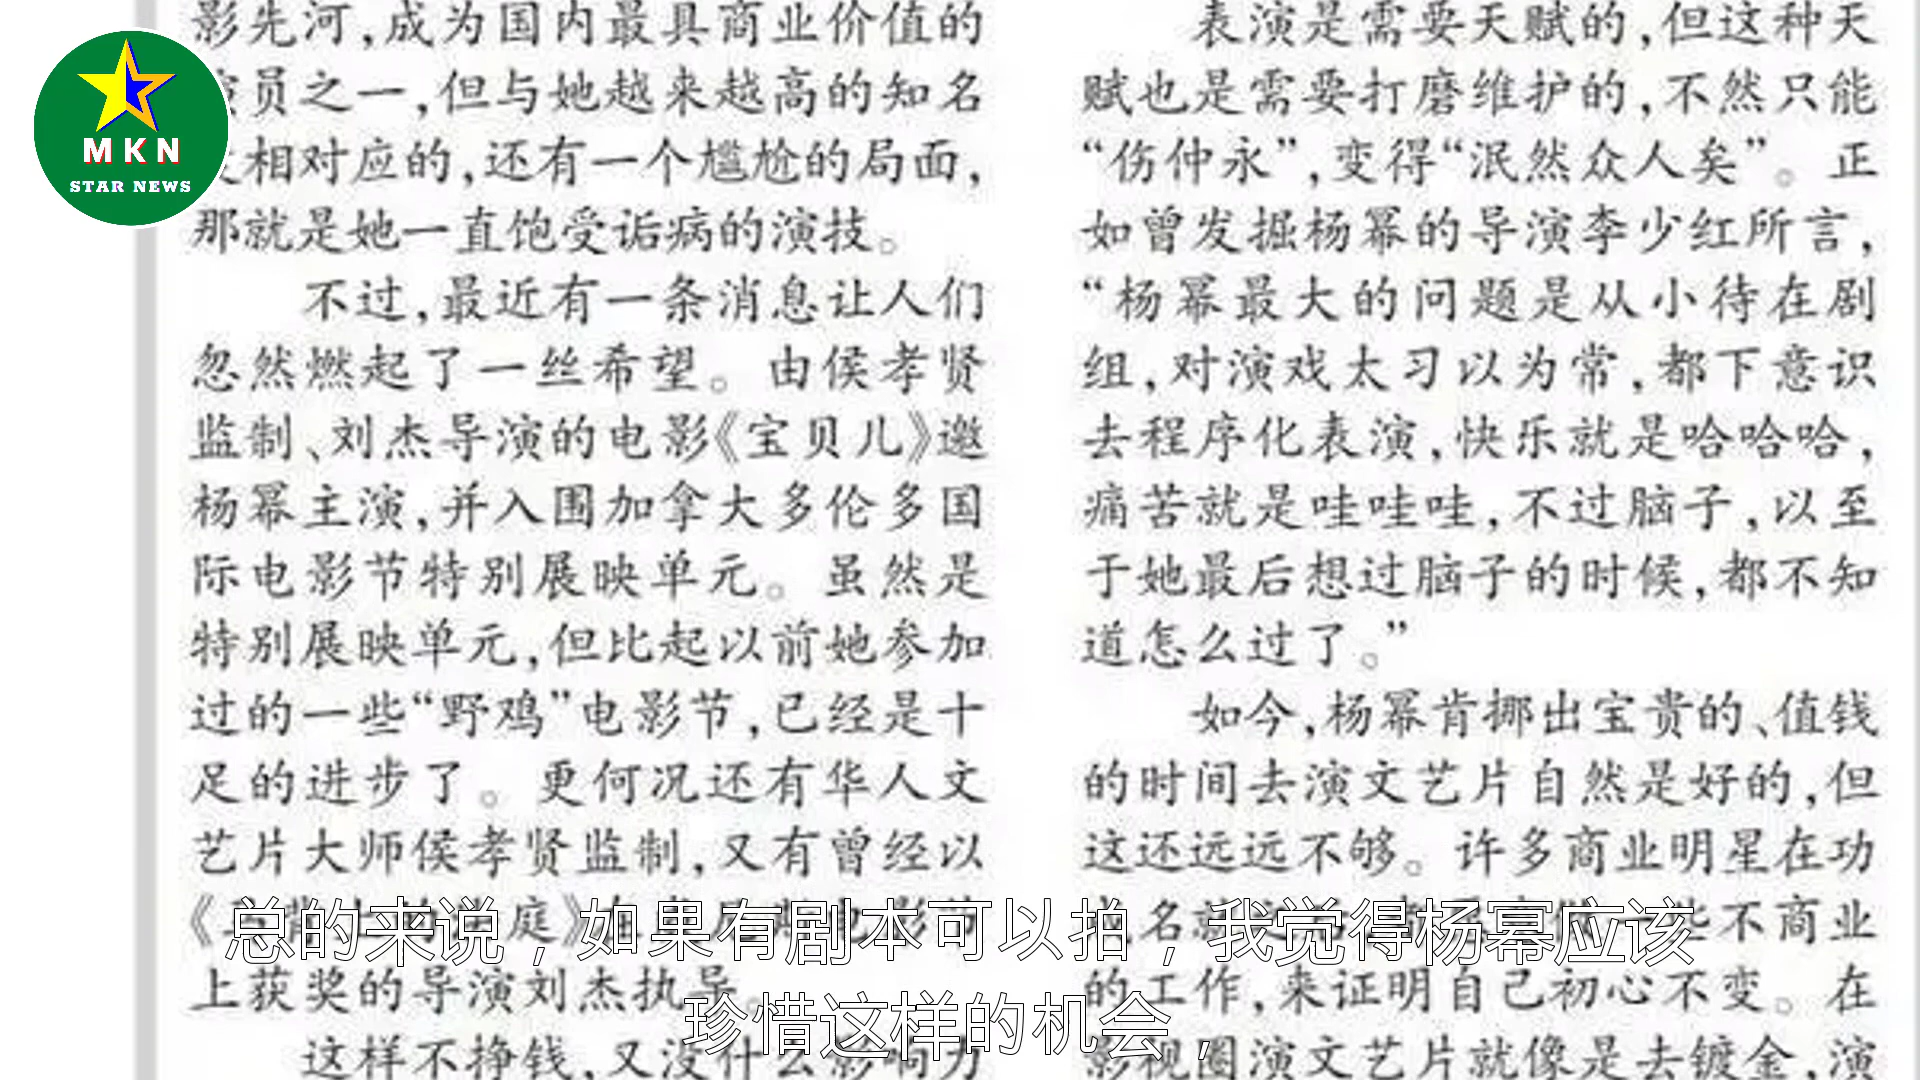 MKN
STAR NEWS
影先河,成为国内最具商业价值的
员之一,但与她越来越高的知名
相对应的,还有一个尴尬的局面,
那就是她一直饱受诟病的演技。
不过,最近有一条消息让人们
忽然燃起了一丝希望。由侯孝贤
监制、刘杰导演的电影《宝贝儿》邀
杨幂主演,并入围加拿大多伦多国
际电影节特别展映单元。虽然是
特别展映单元,但比起以前她参加
过的一些“野鸡”电影节,已经是十
足的进步了。更何况还有华人文
艺片大师侯孝贤监制,又有曾经以
庭》
上获奖的导演刘杰执导。
这样不挣钱,又没什么影响力
表演是需要天赋的,但这种天
赋也是需要打磨维护的,不然只能
“伤仲永”,变得“泯然众人矣”。正
如曾发掘杨幂的导演李少红所言,
“杨幂最大的问题是从小待在剧
组,对演戏太习以为常,都下意识
去程序化表演,快乐就是哈哈哈,
痛苦就是哇哇哇,不过脑子,以至
于她最后想过脑子的时候,都不知
道怎么过了。”
如今,杨幂肯挪出宝贵的、值钱
的时间去演文艺片自然是好的,但
这还远远不够。许多商业明星在功
名 些不商业
的工作,来证明自己初心不变。在
影视圈演文艺片就像是去镀金,演
总的来说，如果有剧本可以拍，我觉得杨幂应该
珍惜这样的机会，